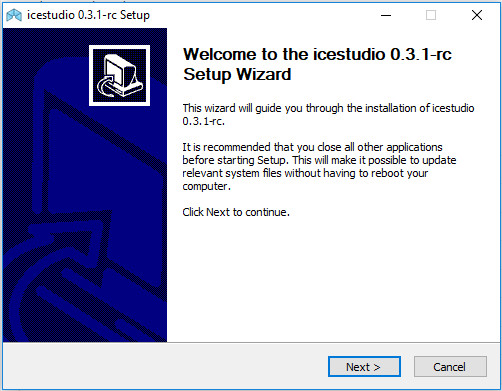 icestudio 0.3.1-rc Setup
Welcome to the icestudio 0.3.1-rc
Setup Wizard
This wizard will guide you through the installation of icestudio
0.3.1-rc.
It is recommended that you close all other applications
before starting Setup. This will make it possible to update
relevant system files without having to reboot your
computer.
Click Next to continue.
Next >
Cancel